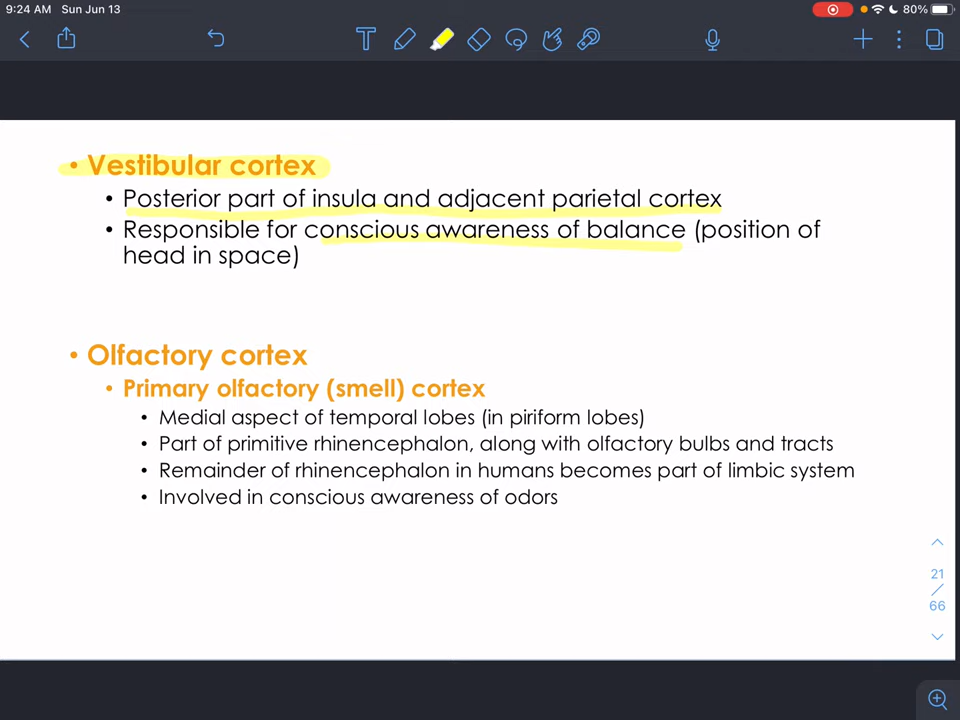 9:24 AM Sun Jun 13
80%
• Vestibular cortex
• Posterior part of insula and adjacent parietal cortex
• Responsible for conscious awareness of balance (position of
head in space)
• Olfactory cortex
• Primary olfactory (smell) cortex
• Medial aspect of temporal lobes (in piriform lobes)
• Part of primitive rhinencephalon, along with olfactory bulbs and tracts
• Remainder of rhinencephalon in humans becomes part of limbic system
• Involved in conscious awareness of odors
21
/
66